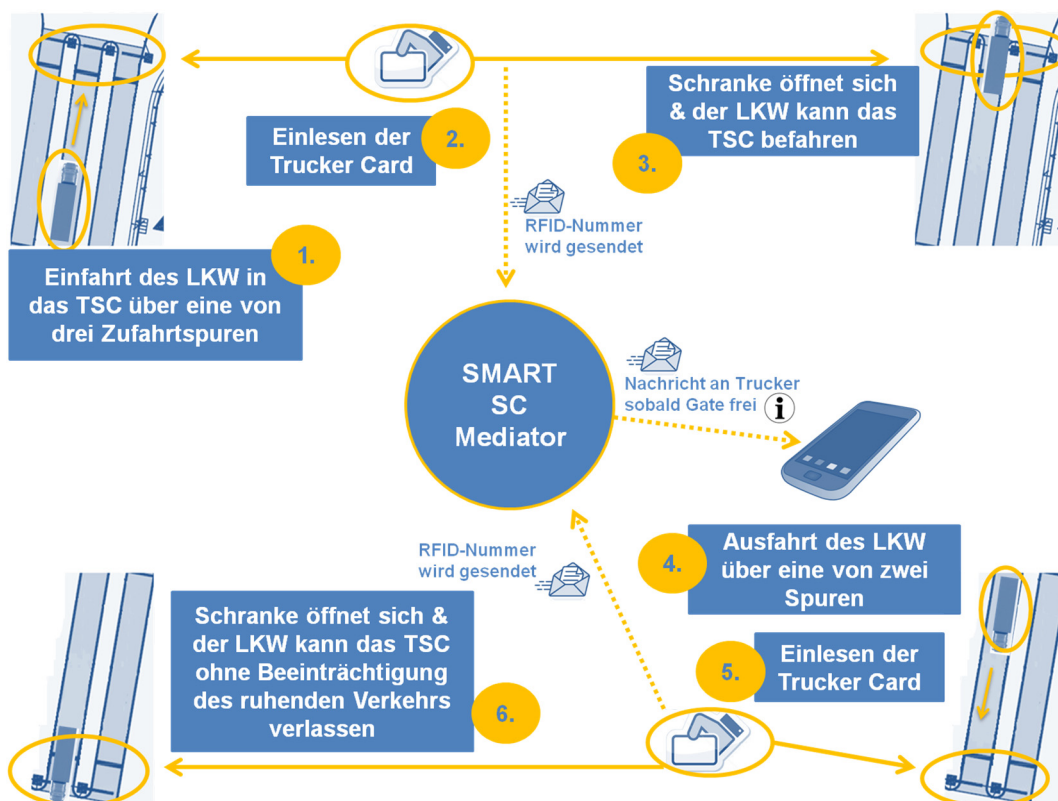 Einlesen der
Trucker Card
2.
Schranke öffnet sich
& der LKW kann das
TSC befahren
3.
1.
Einfahrt des LKW in
das TSC über eine von
drei Zufahrtspuren
RFID-Nummer
wird gesendet
SMART
SC
Mediator
Nachricht an Trucker
sobald Gate frei i
RFID-Nummer
wird gesendet
4.
Ausfahrt des LKW
über eine von zwei
Spuren
Schranke öffnet sich &
der LKW kann das TSC
ohne Beeinträchtigung
des ruhenden Verkehrs
verlassen
6.
5.
Einlesen der
Trucker Card